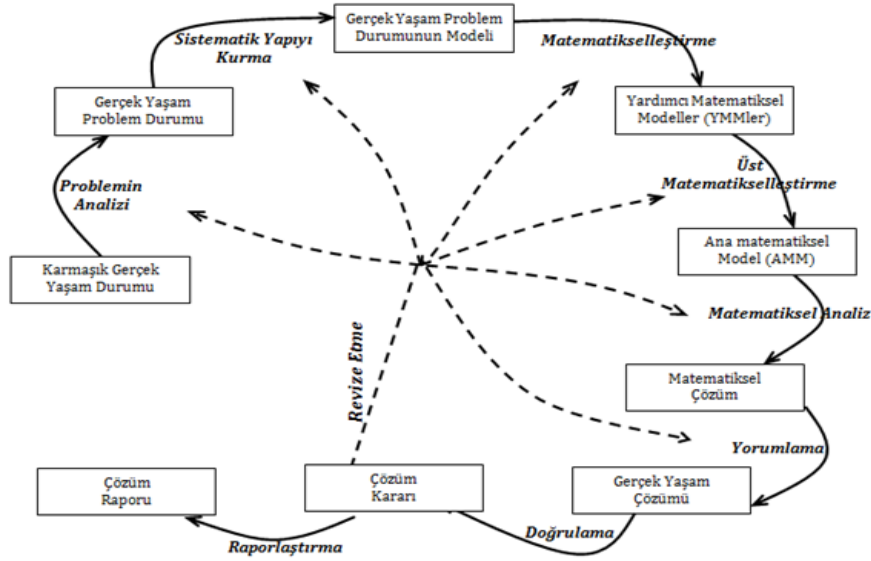 Gerçek Yaşam Problem
Durumunun Modeli
Sistematik Yapıyı
Kurma
Matematikselleştirme
Gerçek Yaşam
Problem Durumu
Yardımcı Matematiksel
Modeller (YMMler)
Problemin
Analizi
Üst
Matematikselleştirme
Karmaşık Gerçek
Yaşam Durumu
Ana matematiksel
Model (AMM)
Matematiksel Analiz
Revize Etme
Matematiksel
Çözüm
Yorumlama
Çözüm
Raporu
Çözüm
Kararı
Gerçek Yaşam
Çözümü
Doğrulama
Raporlaştırma